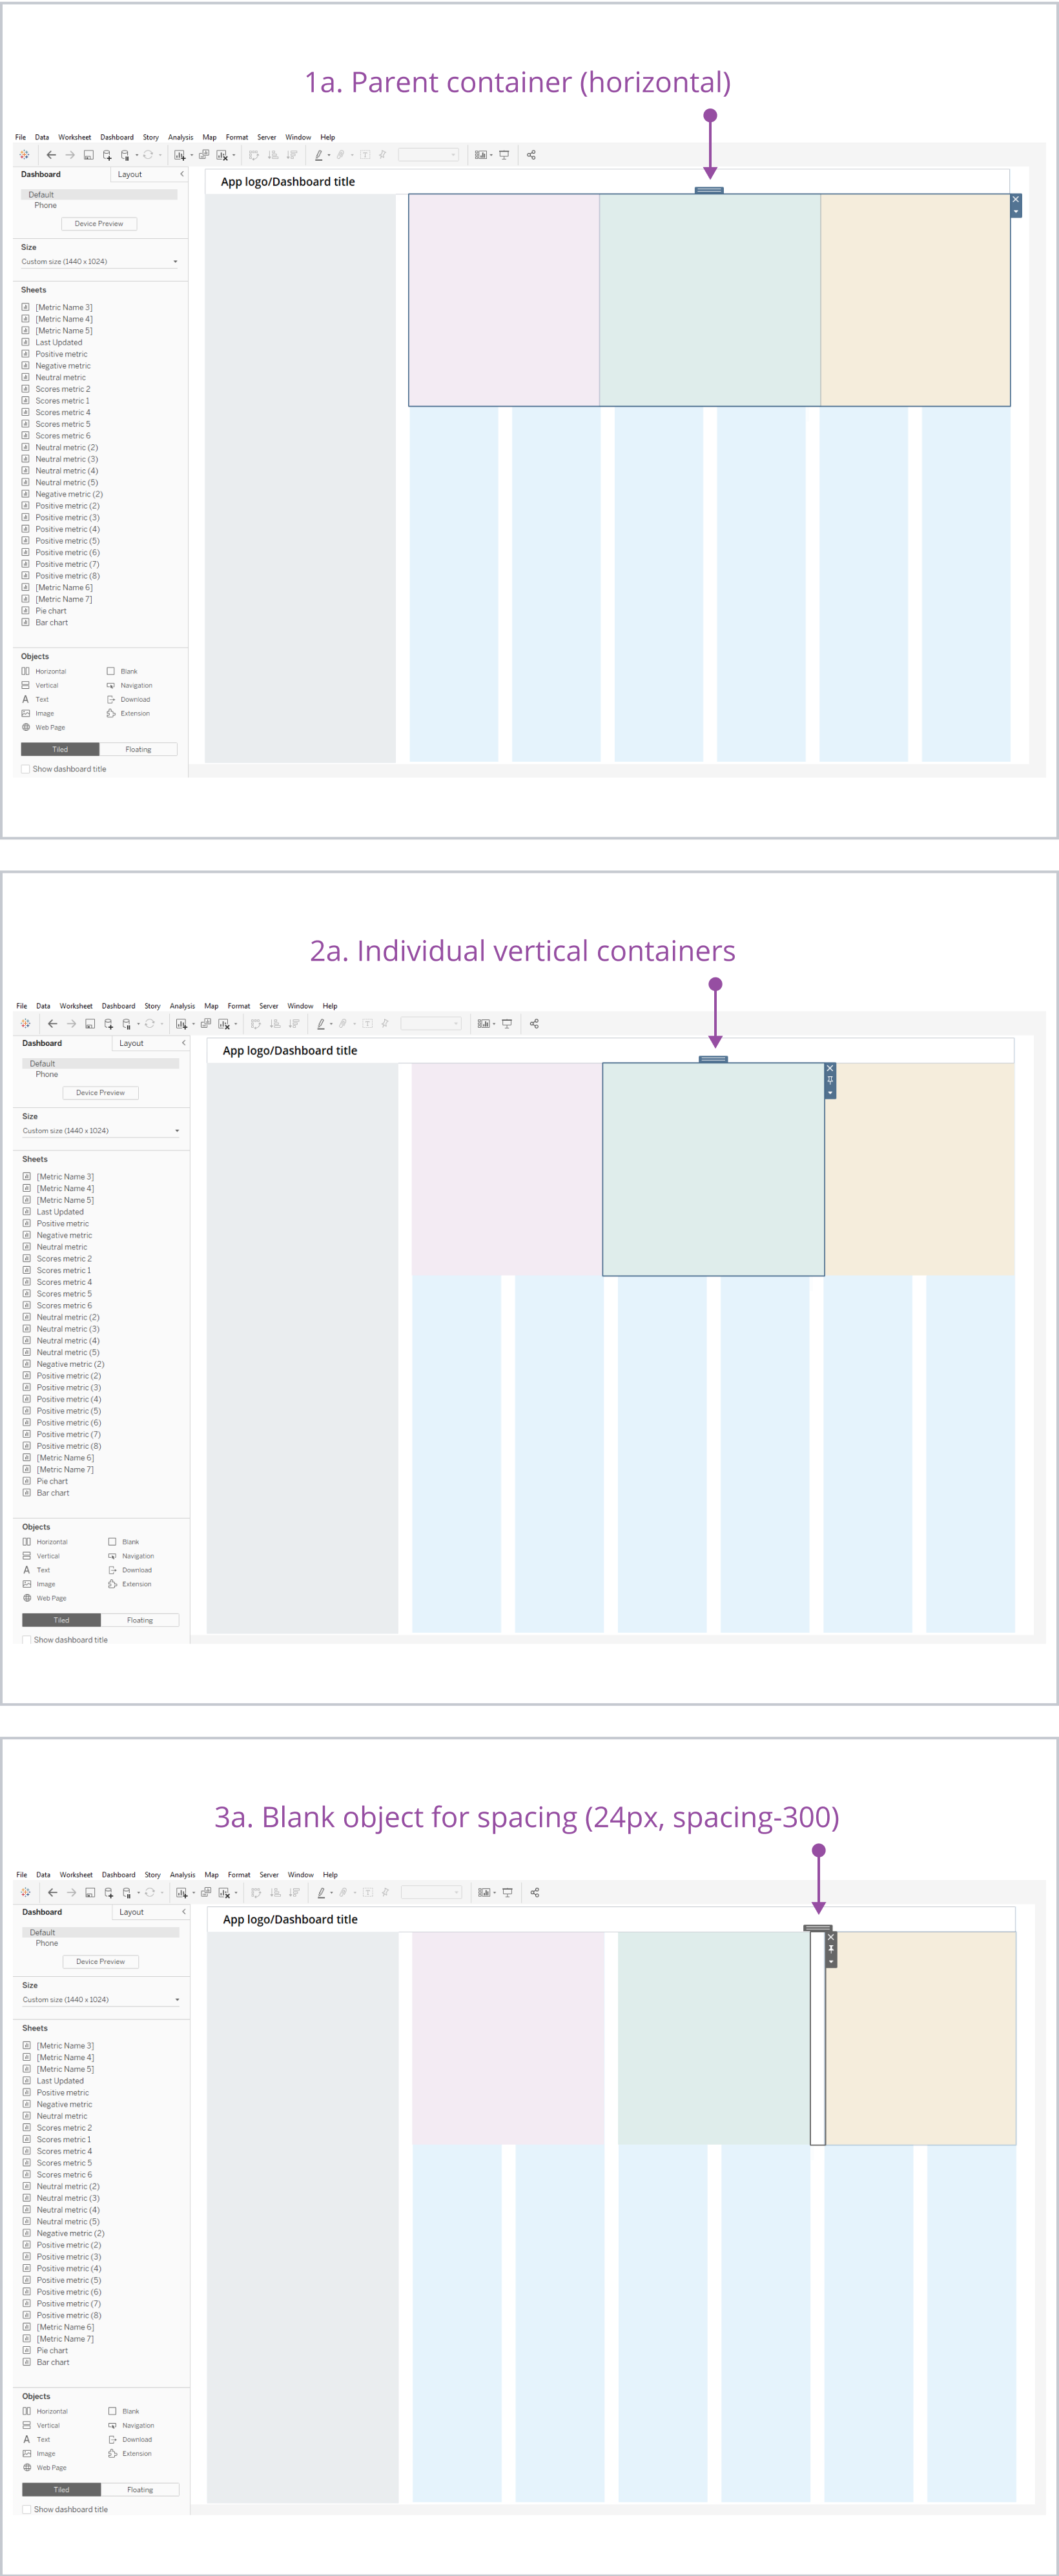 1a. Parent container (horizontal)
File Data Worksheet Dashboard Story Analysis Map Format Server Window Help
Dashboard Layout
App logo/Dashboard title
Default
Phone
Device Preview
Size
Custom size (1440 x 1024)
Sheets
[Metric Name 3]
[Metric Name 4]
[Metric Name 5]
Last Updated
Positive metric
Negative metric
Neutral metric
Scores metric 2
Scores metric 1
Scores metric 4
Scores metric 5
Scores metric 6
Neutral metric (2)
Neutral metric (3)
Neutral metric (4)
Neutral metric (5)
Negative metric (2)
Positive metric (2)
Positive metric (3)
Positive metric (4)
Positive metric (5)
Positive metric (6)
Positive metric (7)
Positive metric (8)
[Metric Name 6]
[Metric Name 7]
Pie chart
Bar chart
Objects
Horizontal Blank
Vertical Navigation
Text Download
Image Extension
Web Page
Tiled Floating
Show dashboard title
2a. Individual vertical containers
File Data Worksheet Dashboard Story Analysis Map Format Server Window Help
Dashboard Layout
App logo/Dashboard title
Default
Phone
Device Preview
Size
Custom size (1440 x 1024)
Sheets
[Metric Name 3]
[Metric Name 4]
[Metric Name 5]
Last Updated
Positive metric
Negative metric
Neutral metric
Scores metric 2
Scores metric 1
Scores metric 4
Scores metric 5
Scores metric 6
Neutral metric (2)
Neutral metric (3)
Neutral metric (4)
Neutral metric (5)
Negative metric (2)
Positive metric (2)
Positive metric (3)
Positive metric (4)
Positive metric (5)
Positive metric (6)
Positive metric (7)
Positive metric (8)
[Metric Name 6]
[Metric Name 7]
Pie chart
Bar chart
Objects
Horizontal Blank
Vertical Navigation
Text Download
Image Extension
Web Page
Tiled Floating
Show dashboard title
3a. Blank object for spacing (24px, spacing-300)
File Data Worksheet Dashboard Story Analysis Map Format Server Window Help
Dashboard Layout
App logo/Dashboard title
Default
Phone
Device Preview
Size
Custom size (1440 x 1024)
Sheets
[Metric Name 3]
[Metric Name 4]
[Metric Name 5]
Last Updated
Positive metric
Negative metric
Neutral metric
Scores metric 2
Scores metric 1
Scores metric 4
Scores metric 5
Scores metric 6
Neutral metric (2)
Neutral metric (3)
Neutral metric (4)
Neutral metric (5)
Negative metric (2)
Positive metric (2)
Positive metric (3)
Positive metric (4)
Positive metric (5)
Positive metric (6)
Positive metric (7)
Positive metric (8)
[Metric Name 6]
[Metric Name 7]
Pie chart
Bar chart
Objects
Horizontal Blank
Vertical Navigation
Text Download
Image Extension
Web Page
Tiled Floating
Show dashboard title